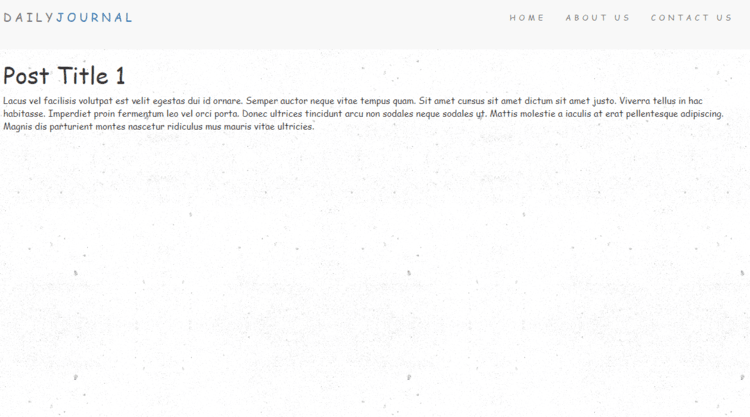 DAILYJOURNAL
HOME ABOUT US CONTACT US
Post Title 1
Lacus vel facilisis volutpat est velit egestas dui id ornare. Semper auctor neque vitae tempus quam. Sit amet cursus sit amet dictum sit amet justo. Viverra tellus in hac
habitasse. Imperdiet proin fermentum leo vel orci porta. Donec ultrices tincidunt arcu non sodales neque sodales ut. Mattis molestie a iaculis at erat pellentesque adipiscing.
Magnis dis parturient montes nascetur ridiculus mus mauris vitae ultricies.